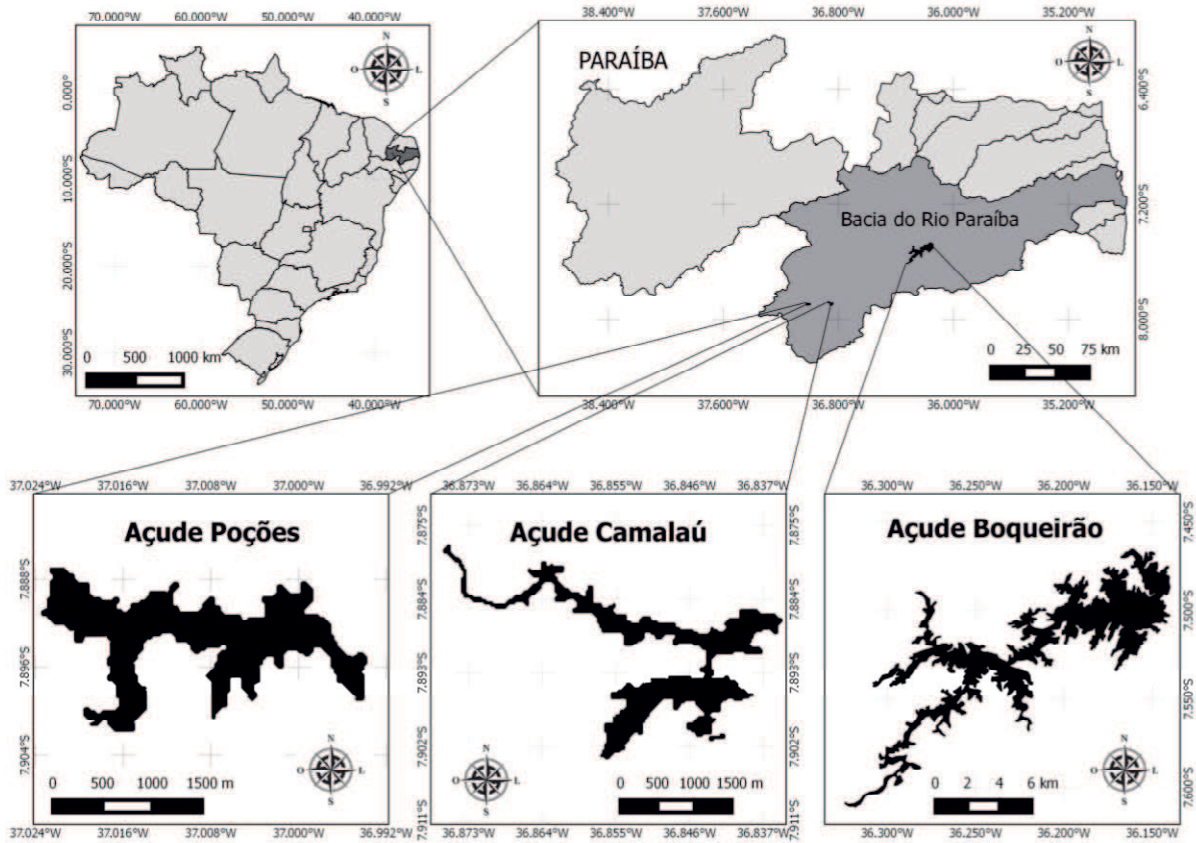 70.000°W 60.000°W 50.000°W 40.000°W
0.000°
10.000°S
20.000°S
30.000°S
N
O L
S
0 500 1000 km
70.000°W 60.000°W 50.000°W 40.000°W
38.400°W 37.600°W 36.800°W 36.000°W 35.200°W
PARAÍBA
N
O L
S
6.400°S
7.200°S
8.000°S
Bacia do Rio Paraíba
0 25 50 75 km
38.400°W 37.600°W 36.800°W 36.000°W 35.200°W
37.024°W 37.016°W 37.008°W 37.000°W 36.992°W
Açude Poções
7.888°S
7.896°S
7.904°S
N
O L
S
0 500 1000 1500 m
37.024°W 37.016°W 37.008°W 37.000°W 36.992°W
36.873°W 36.864°W 36.855°W 36.846°W 36.837°W
Açude Camalaú
7.875°S
7.884°S
7.893°S
7.902°S
7.911°S
N
O L
S
0 500 1000 1500 m
36.873°W 36.864°W 36.855°W 36.846°W 36.837°W
36.300°W 36.250°W 36.200°W 36.150°W
Açude Boqueirão
7.450°S
7.500°S
7.550°S
7.600°S
N
O L
S
0 2 4 6 km
36.300°W 36.250°W 36.200°W 36.150°W